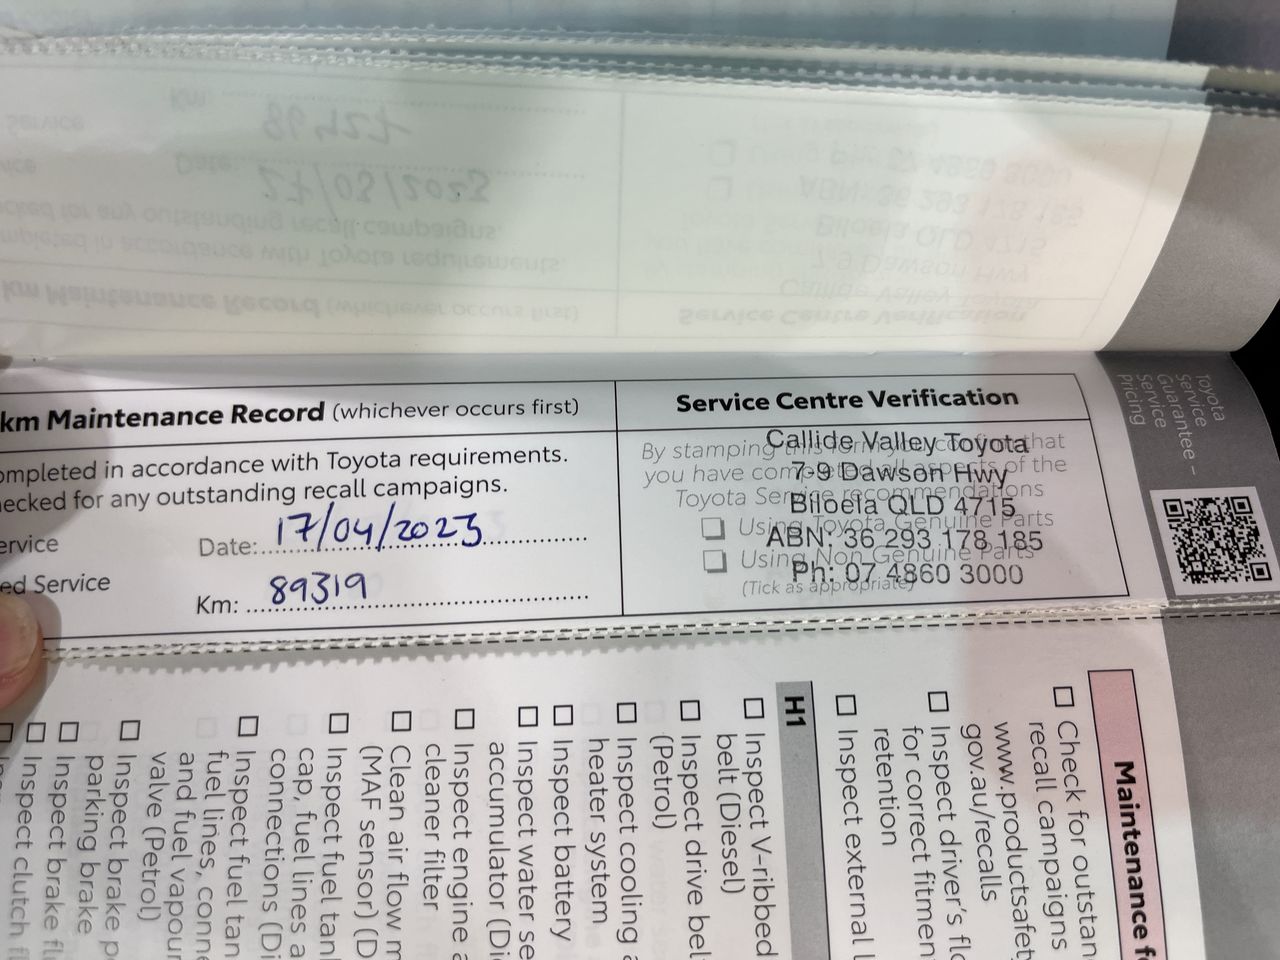 km Maintenance Record (whichever occurs first)
ompleted in accordance with Toyota requirements.
ecked for any outstanding recall campaigns.
ervice
Date: 17/04/2023
ed Service
Km: 89319
Service Centre Verification
By stamping this form you confirm that
you have completed all aspects of the
Toyota Service recommendations
Using Toyota Genuine Parts
Using Non Genuine Parts
(Tick as appropriate)
Callide Valley Toyota
7-9 Dawson Hwy
Biloela QLD 4715
ABN: 36 293 178 185
Ph: 07 4860 3000
Toyota
Service
Guarantee –
Service
Pricing
Maintenance f
Check for outstan
recall campaigns
www.productsafet
gov.au/recalls
Inspect driver's flo
for correct fitmen
retention
Inspect external l
H1
Inspect V-ribbed
belt (Diesel)
Inspect drive bel
(Petrol)
Inspect cooling
heater system
Inspect battery
Inspect water se
accumulator (Di
Inspect engine
cleaner filter
Clean air flow m
(MAF sensor) (D
Inspect fuel tan
cap, fuel lines a
connections (Di
Inspect fuel tan
fuel lines, conne
and fuel vapour
valve (Petrol)
Inspect brake p
parking brake
Inspect brake fl
Inspect clutch f